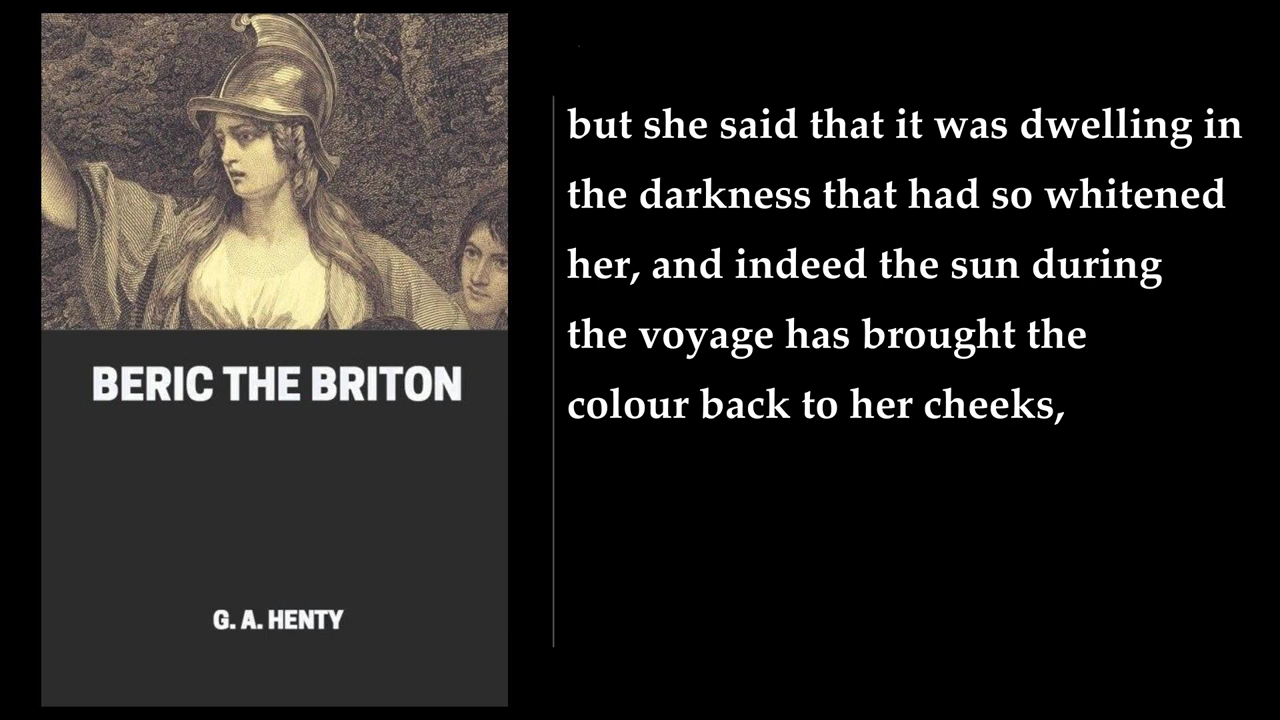 BERIC THE BRITON
G. A. HENTY
but she said that it was dwelling in
the darkness that had so whitened
her, and indeed the sun during
the voyage has brought the
colour back to her cheeks,